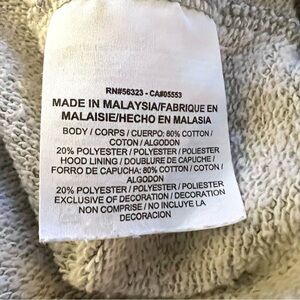 RN#56323 - CA#05553
MADE IN MALAYSIA/FABRIQUE EN
MALAISIE/HECHO EN MALASIA
BODY / CORPS / CUERPO: 80% COTTON /
COTON / ALGODON
20% POLYESTER / POLYESTER / POLIESTER
HOOD LINING / DOUBLURE DE CAPUCHE /
FORRO DE CAPUCHA: 80% COTTON / COTON /
ALGODON
20% POLYESTER / POLYESTER / POLIESTER
EXCLUSIVE OF DECORATION / DECORATION
NON COMPRISE / NO INCLUYE LA
DECORACION